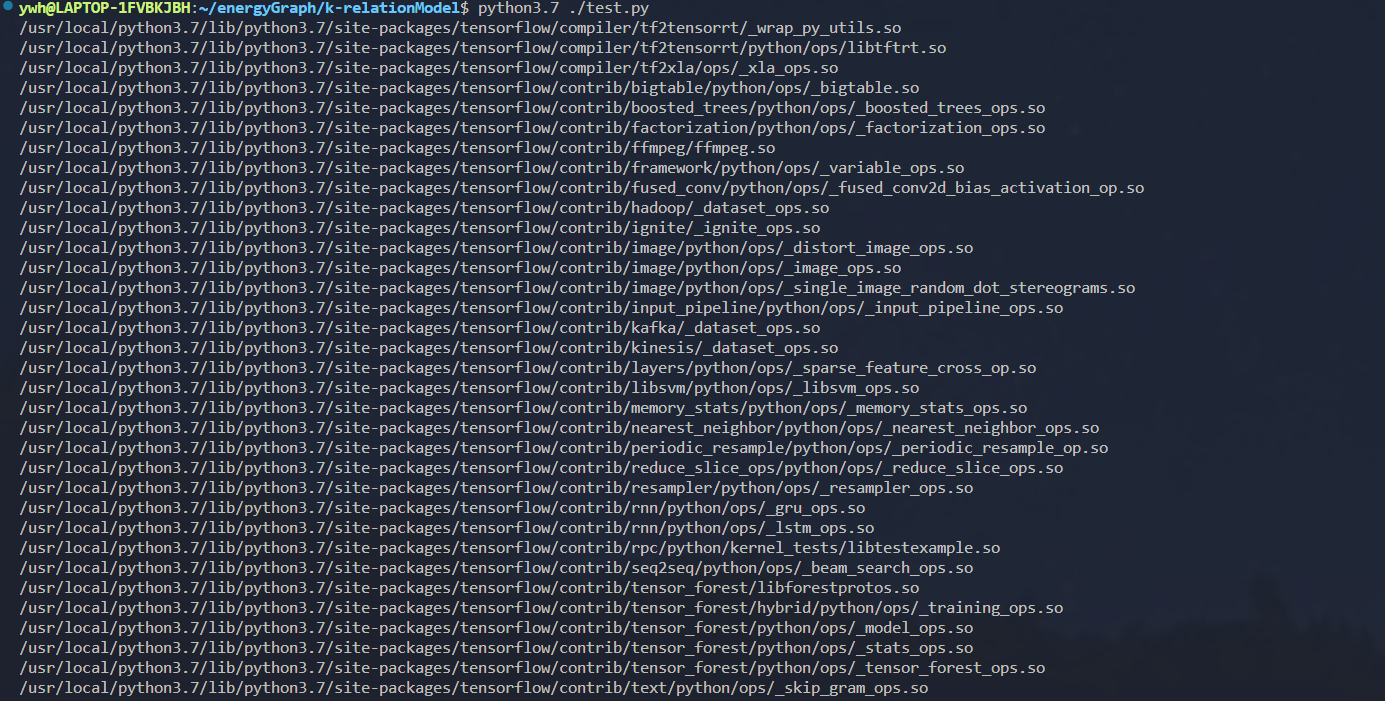 ywh@LAPTOP-1FVBKJBH:~/energyGraph/k-relationModel$ python3.7 ./test.py
/usr/local/python3.7/lib/python3.7/site-packages/tensorflow/compiler/tf2tensorrt/_wrap_py_utils.so
/usr/local/python3.7/lib/python3.7/site-packages/tensorflow/compiler/tf2tensorrt/python/ops/libtftrt.so
/usr/local/python3.7/lib/python3.7/site-packages/tensorflow/compiler/tf2xla/ops/_xla_ops.so
/usr/local/python3.7/lib/python3.7/site-packages/tensorflow/contrib/bigtable/python/ops/_bigtable.so
/usr/local/python3.7/lib/python3.7/site-packages/tensorflow/contrib/boosted_trees/python/ops/_boosted_trees_ops.so
/usr/local/python3.7/lib/python3.7/site-packages/tensorflow/contrib/factorization/python/ops/_factorization_ops.so
/usr/local/python3.7/lib/python3.7/site-packages/tensorflow/contrib/ffmpeg/ffmpeg.so
/usr/local/python3.7/lib/python3.7/site-packages/tensorflow/contrib/framework/python/ops/_variable_ops.so
/usr/local/python3.7/lib/python3.7/site-packages/tensorflow/contrib/fused_conv/python/ops/_fused_conv2d_bias_activation_op.so
/usr/local/python3.7/lib/python3.7/site-packages/tensorflow/contrib/hadoop/_dataset_ops.so
/usr/local/python3.7/lib/python3.7/site-packages/tensorflow/contrib/ignite/_ignite_ops.so
/usr/local/python3.7/lib/python3.7/site-packages/tensorflow/contrib/image/python/ops/_distort_image_ops.so
/usr/local/python3.7/lib/python3.7/site-packages/tensorflow/contrib/image/python/ops/_image_ops.so
/usr/local/python3.7/lib/python3.7/site-packages/tensorflow/contrib/image/python/ops/_single_image_random_dot_stereograms.so
/usr/local/python3.7/lib/python3.7/site-packages/tensorflow/contrib/input_pipeline/python/ops/_input_pipeline_ops.so
/usr/local/python3.7/lib/python3.7/site-packages/tensorflow/contrib/kafka/_dataset_ops.so
/usr/local/python3.7/lib/python3.7/site-packages/tensorflow/contrib/kinesis/_dataset_ops.so
/usr/local/python3.7/lib/python3.7/site-packages/tensorflow/contrib/layers/python/ops/_sparse_feature_cross_op.so
/usr/local/python3.7/lib/python3.7/site-packages/tensorflow/contrib/libsvm/python/ops/_libsvm_ops.so
/usr/local/python3.7/lib/python3.7/site-packages/tensorflow/contrib/memory_stats/python/ops/_memory_stats_ops.so
/usr/local/python3.7/lib/python3.7/site-packages/tensorflow/contrib/nearest_neighbor/python/ops/_nearest_neighbor_ops.so
/usr/local/python3.7/lib/python3.7/site-packages/tensorflow/contrib/periodic_resample/python/ops/_periodic_resample_op.so
/usr/local/python3.7/lib/python3.7/site-packages/tensorflow/contrib/reduce_slice_ops/python/ops/_reduce_slice_ops.so
/usr/local/python3.7/lib/python3.7/site-packages/tensorflow/contrib/resampler/python/ops/_resampler_ops.so
/usr/local/python3.7/lib/python3.7/site-packages/tensorflow/contrib/rnn/python/ops/_gru_ops.so
/usr/local/python3.7/lib/python3.7/site-packages/tensorflow/contrib/rnn/python/ops/_lstm_ops.so
/usr/local/python3.7/lib/python3.7/site-packages/tensorflow/contrib/rpc/python/kernel_tests/libtestexample.so
/usr/local/python3.7/lib/python3.7/site-packages/tensorflow/contrib/seq2seq/python/ops/_beam_search_ops.so
/usr/local/python3.7/lib/python3.7/site-packages/tensorflow/contrib/tensor_forest/libforestprotos.so
/usr/local/python3.7/lib/python3.7/site-packages/tensorflow/contrib/tensor_forest/hybrid/python/ops/_training_ops.so
/usr/local/python3.7/lib/python3.7/site-packages/tensorflow/contrib/tensor_forest/python/ops/_model_ops.so
/usr/local/python3.7/lib/python3.7/site-packages/tensorflow/contrib/tensor_forest/python/ops/_stats_ops.so
/usr/local/python3.7/lib/python3.7/site-packages/tensorflow/contrib/tensor_forest/python/ops/_tensor_forest_ops.so
/usr/local/python3.7/lib/python3.7/site-packages/tensorflow/contrib/text/python/ops/_skip_gram_ops.so